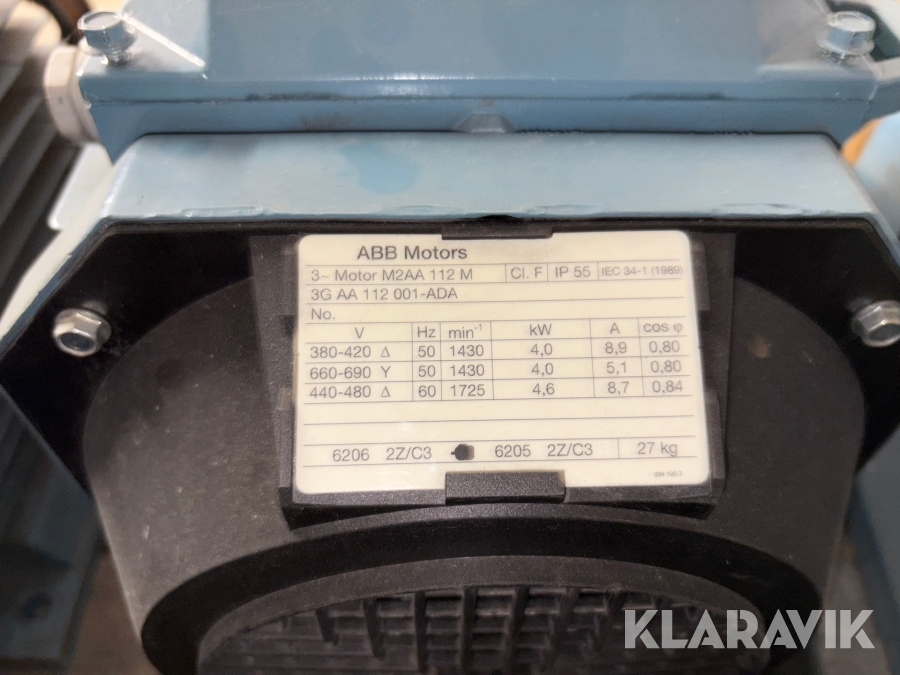 ABB Motors
3~ Motor M2AA 112 M Cl. F IP 55 IEC 34-1 (1989)
3G AA 112 001-ADA
No.
V Hz min⁻¹ kW A cos φ
380-420 Δ 50 1430 4,0 8,9 0,80
660-690 Y 50 1430 4,0 5,1 0,80
440-480 Δ 60 1725 4,6 8,7 0,84
6206 2Z/C3 6205 2Z/C3 27 kg
KLARAVIK